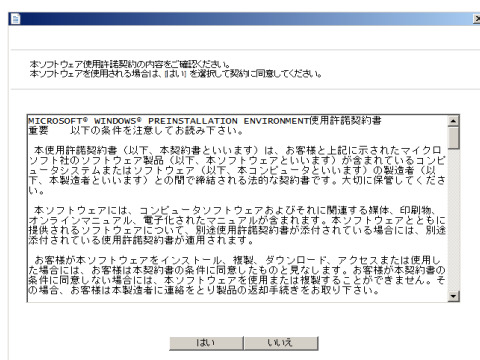 本ソフトウェア使用許諾契約の内容をご確認ください。
本ソフトウェアを使用される場合は、[はい] を選択して契約に同意してください。
MICROSOFT® WINDOWS® PREINSTALLATION ENVIRONMENT使用許諾契約書
重要　　以下の条件を注意してお読み下さい。
本使用許諾契約書（以下、本契約書といいます）は、お客様と上記に示されたマイクロ
ソフト社のソフトウェア製品（以下、本ソフトウェアといいます）が含まれているコンピ
ュータシステムまたはソフトウェア（以下、本コンピュータといいます）の製造者（以
下、本製造者といいます）との間で締結される法的な契約書です。大切に保管してくださ
い。
本ソフトウェアには、コンピュータソフトウェアおよびそれに関連する媒体、印刷物、
オンラインマニュアル、電子化されたマニュアルが含まれます。本ソフトウェアとともに
提供されるソフトウェアについて、別途使用許諾契約書が添付されている場合には、別途
添付されている使用許諾契約書が適用されます。
お客様が本ソフトウェアをインストール、複製、ダウンロード、アクセスまたは使用し
た場合には、お客様は本契約書の条件に同意したものと見なします。お客様が本契約書の
条件に同意しない場合には、本ソフトウェアを使用または複製することができません。そ
の場合、お客様は本製造者に連絡をとり製品の返却手続きをお取り下さい。
はい
いいえ